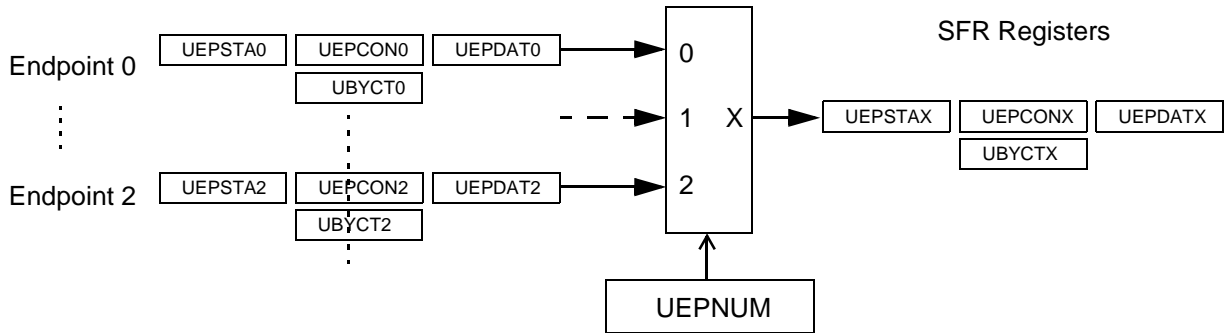 SFR Registers
Endpoint 0
UEPSTA0 UEPCON0 UEPDAT0
UBYCT0
0
1 X
2
UEPSTAX UEPCONX UEPDATX
UBYCTX
Endpoint 2
UEPSTA2 UEPCON2 UEPDAT2
UBYCT2
UEPNUM